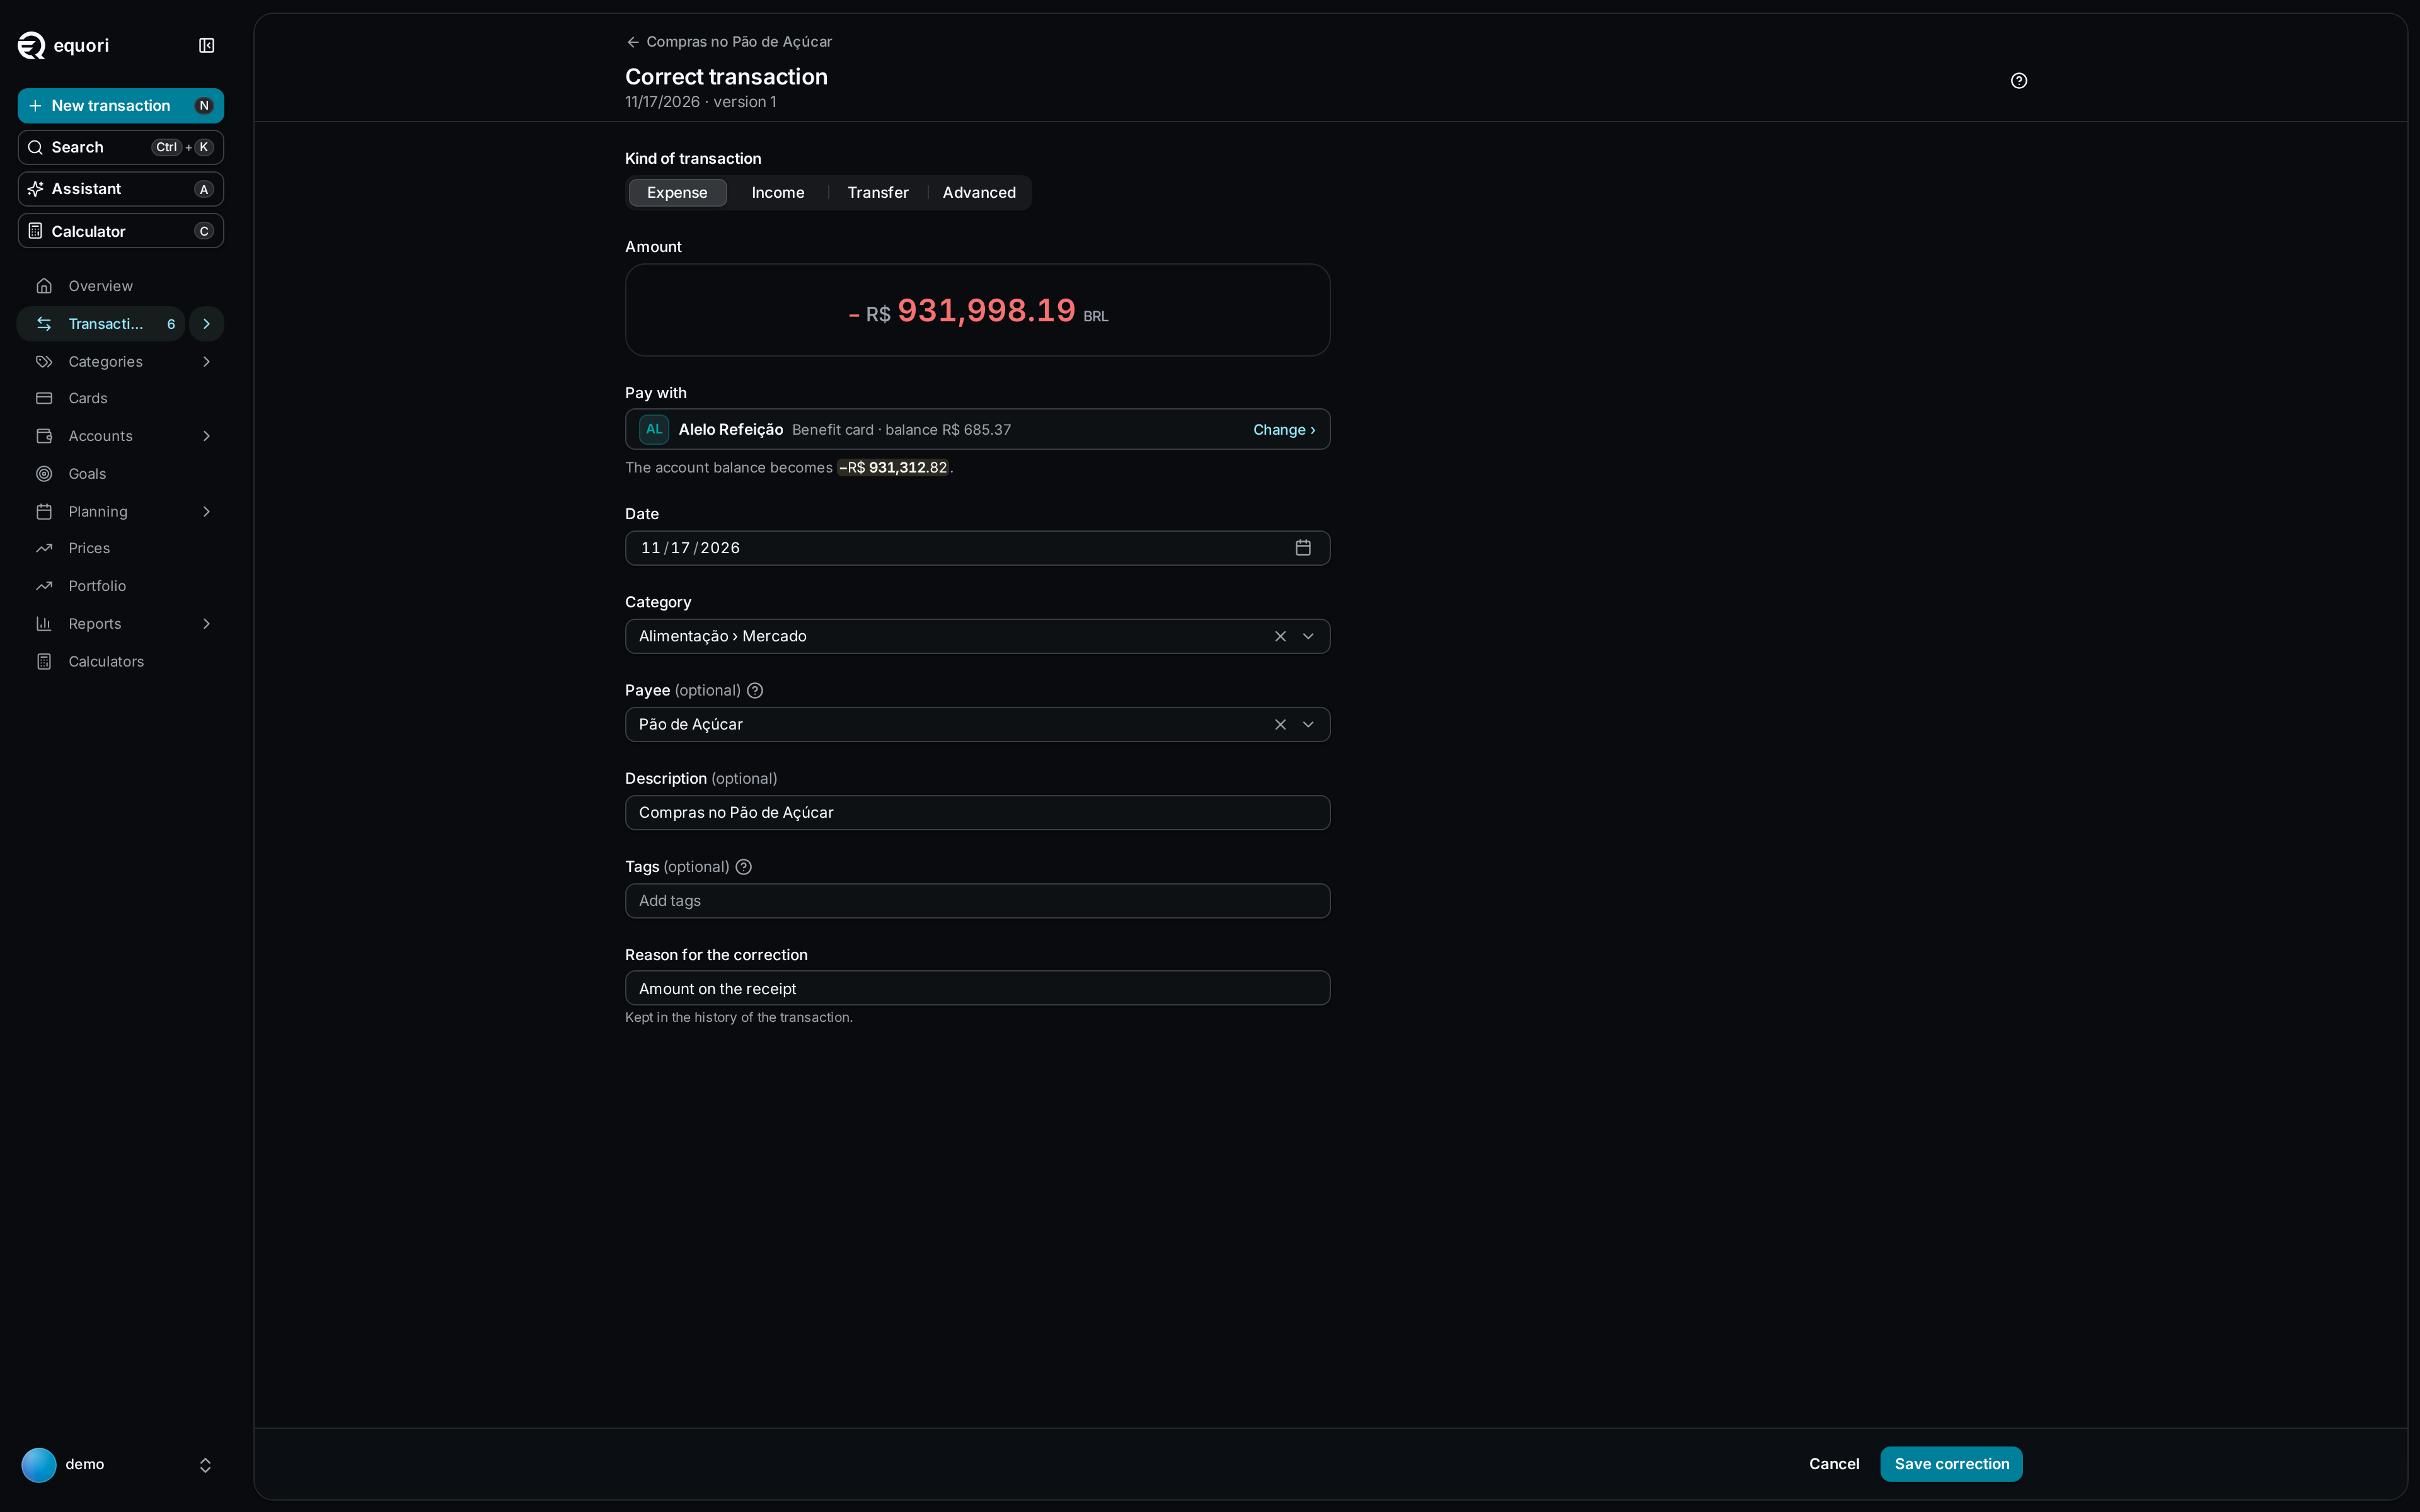 equori
New transaction N
Search Ctrl + K
Assistant A
Calculator C
Overview
Transacti... 6
Categories
Cards
Accounts
Goals
Planning
Prices
Portfolio
Reports
Calculators
demo
Compras no Pão de Açúcar
Correct transaction
11/17/2026 · version 1
Kind of transaction
Expense Income Transfer Advanced
Amount
– R$ 931,998.19 BRL
Pay with
AL Alelo Refeição Benefit card · balance R$ 685.37 Change ›
The account balance becomes –R$ 931,312.82.
Date
11/17/2026
Category
Alimentação › Mercado
Payee (optional)
Pão de Açúcar
Description (optional)
Compras no Pão de Açúcar
Tags (optional)
Add tags
Reason for the correction
Amount on the receipt
Kept in the history of the transaction.
Cancel Save correction